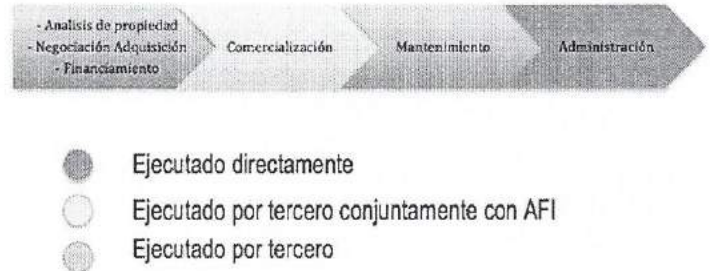 - Analisis de propiedad
- Negociación Adquisición
- Financiamiento
Comercialización
Mantenimiento
Administración
Ejecutado directamente
Ejecutado por tercero conjuntamente con AFI
Ejecutado por tercero